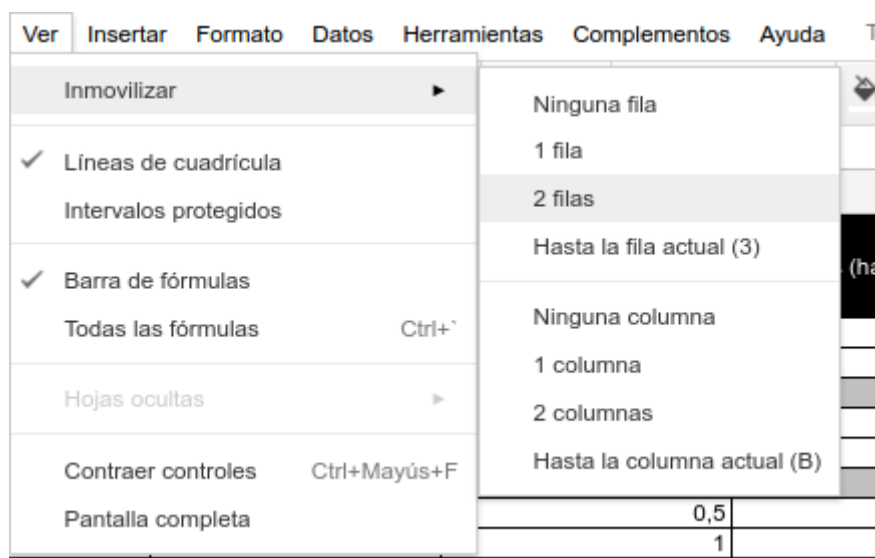 Ver Insertar Formato Datos Herramientas Complementos Ayuda
Inmovilizar
Líneas de cuadrícula
Intervalos protegidos
Barra de fórmulas
Todas las fórmulas Ctrl+`
Hojas ocultas
Contraer controles Ctrl+Mayús+F
Pantalla completa
Ninguna fila
1 fila
2 filas
Hasta la fila actual (3)
Ninguna columna
1 columna
2 columnas
Hasta la columna actual (B)
(ha
0,5
1